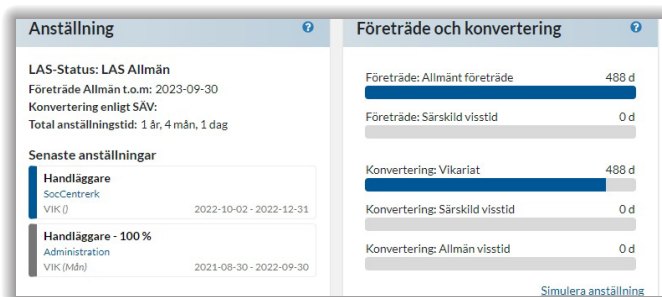 Anställning
LAS-Status: LAS Allmän
Företräde Allmän t.o.m: 2023-09-30
Konvertering enligt SÄV:
Total anställningstid: 1 år, 4 mån, 1 dag
Senaste anställningar
Handläggare
SocCentrerk
VIK () 2022-10-02 - 2022-12-31
Handläggare - 100 %
Administration
VIK (Mån) 2021-08-30 - 2022-09-30
Företräde och konvertering
Företräde: Allmänt företräde 488 d
Företräde: Särskild visstid 0 d
Konvertering: Vikariat 488 d
Konvertering: Särskild visstid 0 d
Konvertering: Allmän visstid 0 d
Simulera anställning